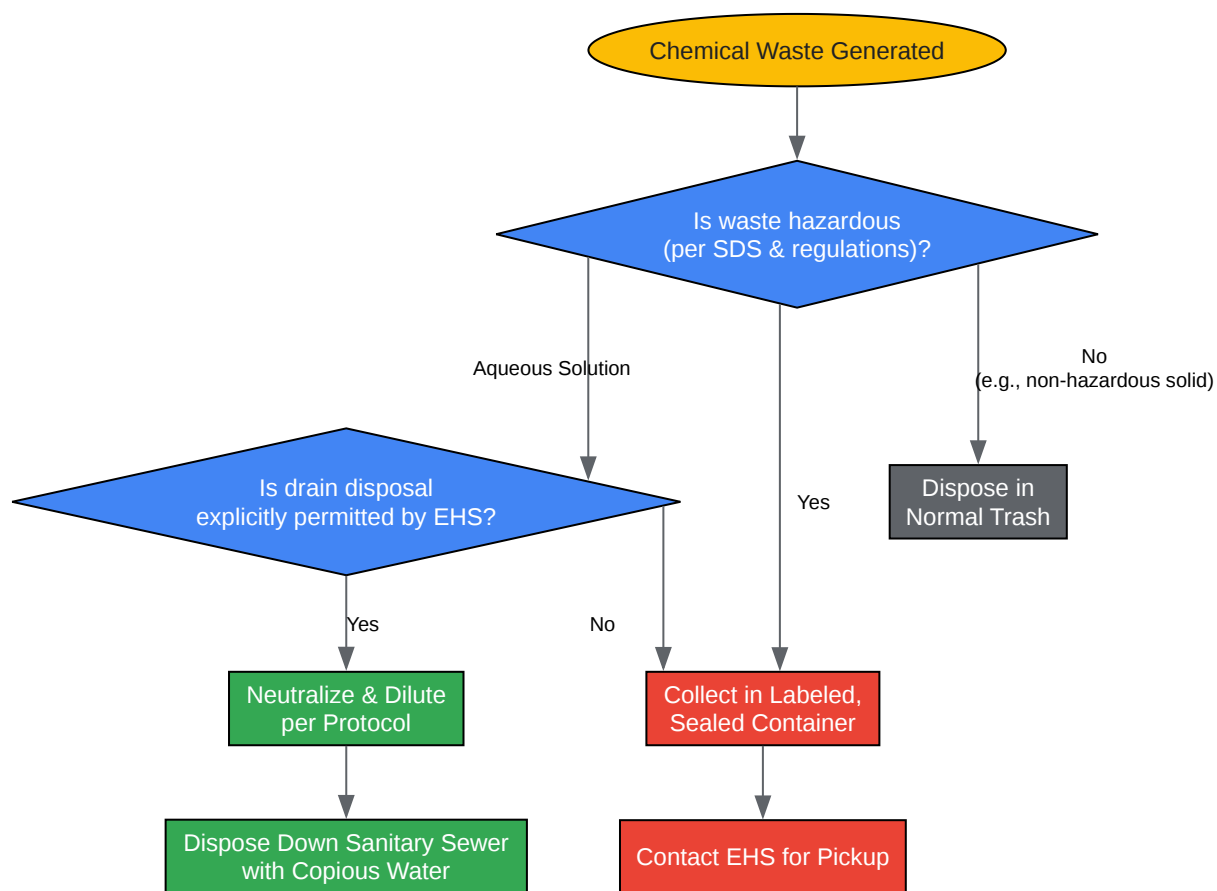 Chemical Waste Generated
Is waste hazardous
(per SDS & regulations)?
Aqueous Solution
No
(e.g., non-hazardous solid)
Is drain disposal
explicitly permitted by EHS?
Yes
Dispose in
Normal Trash
Yes
No
Neutralize & Dilute
per Protocol
Collect in Labeled,
Sealed Container
Dispose Down Sanitary Sewer
with Copious Water
Contact EHS for Pickup